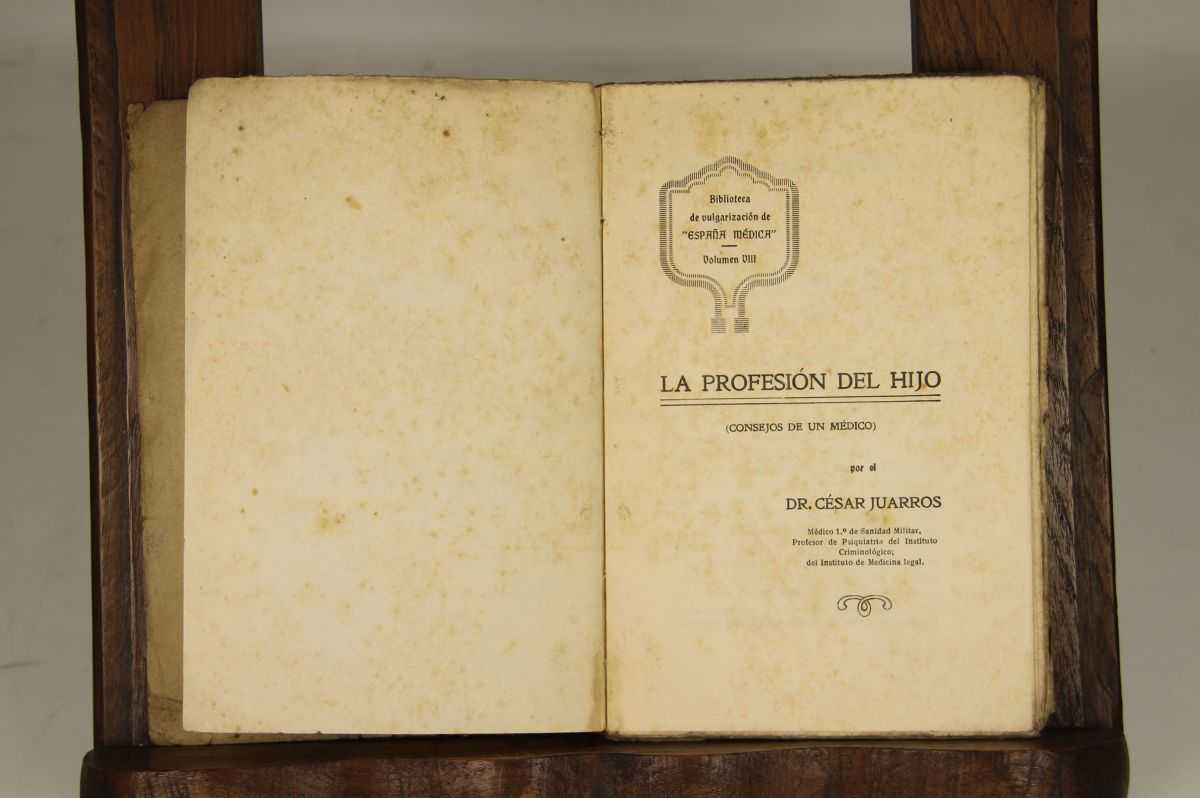 Biblioteca
de vulgarización de
"ESPAÑA MÉDICA"
Volumen VIII
LA PROFESIÓN DEL HIJO
(CONSEJOS DE UN MÉDICO)
por el
DR. CÉSAR JUARROS
Médico 1.º de Sanidad Militar,
Profesor de Psiquiatría del Instituto
Criminológico;
del Instituto de Medicina legal.